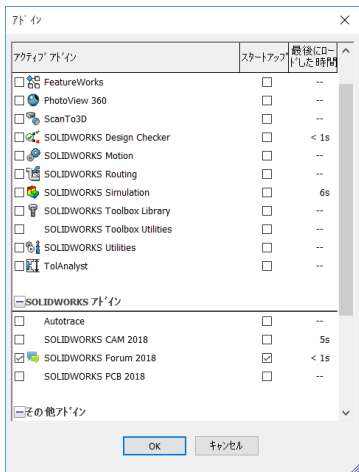 アドイン
アクティブ アドイン スタートアップ 最後にロードした時間
FeatureWorks --
PhotoView 360 --
ScanTo3D --
SOLIDWORKS Design Checker < 1s
SOLIDWORKS Motion --
SOLIDWORKS Routing --
SOLIDWORKS Simulation 6s
SOLIDWORKS Toolbox Library --
SOLIDWORKS Toolbox Utilities --
SOLIDWORKS Utilities --
TolAnalyst --
SOLIDWORKS アドイン
Autotrace --
SOLIDWORKS CAM 2018 5s
SOLIDWORKS Forum 2018 < 1s
SOLIDWORKS PCB 2018 --
その他アドイン
OK キャンセル